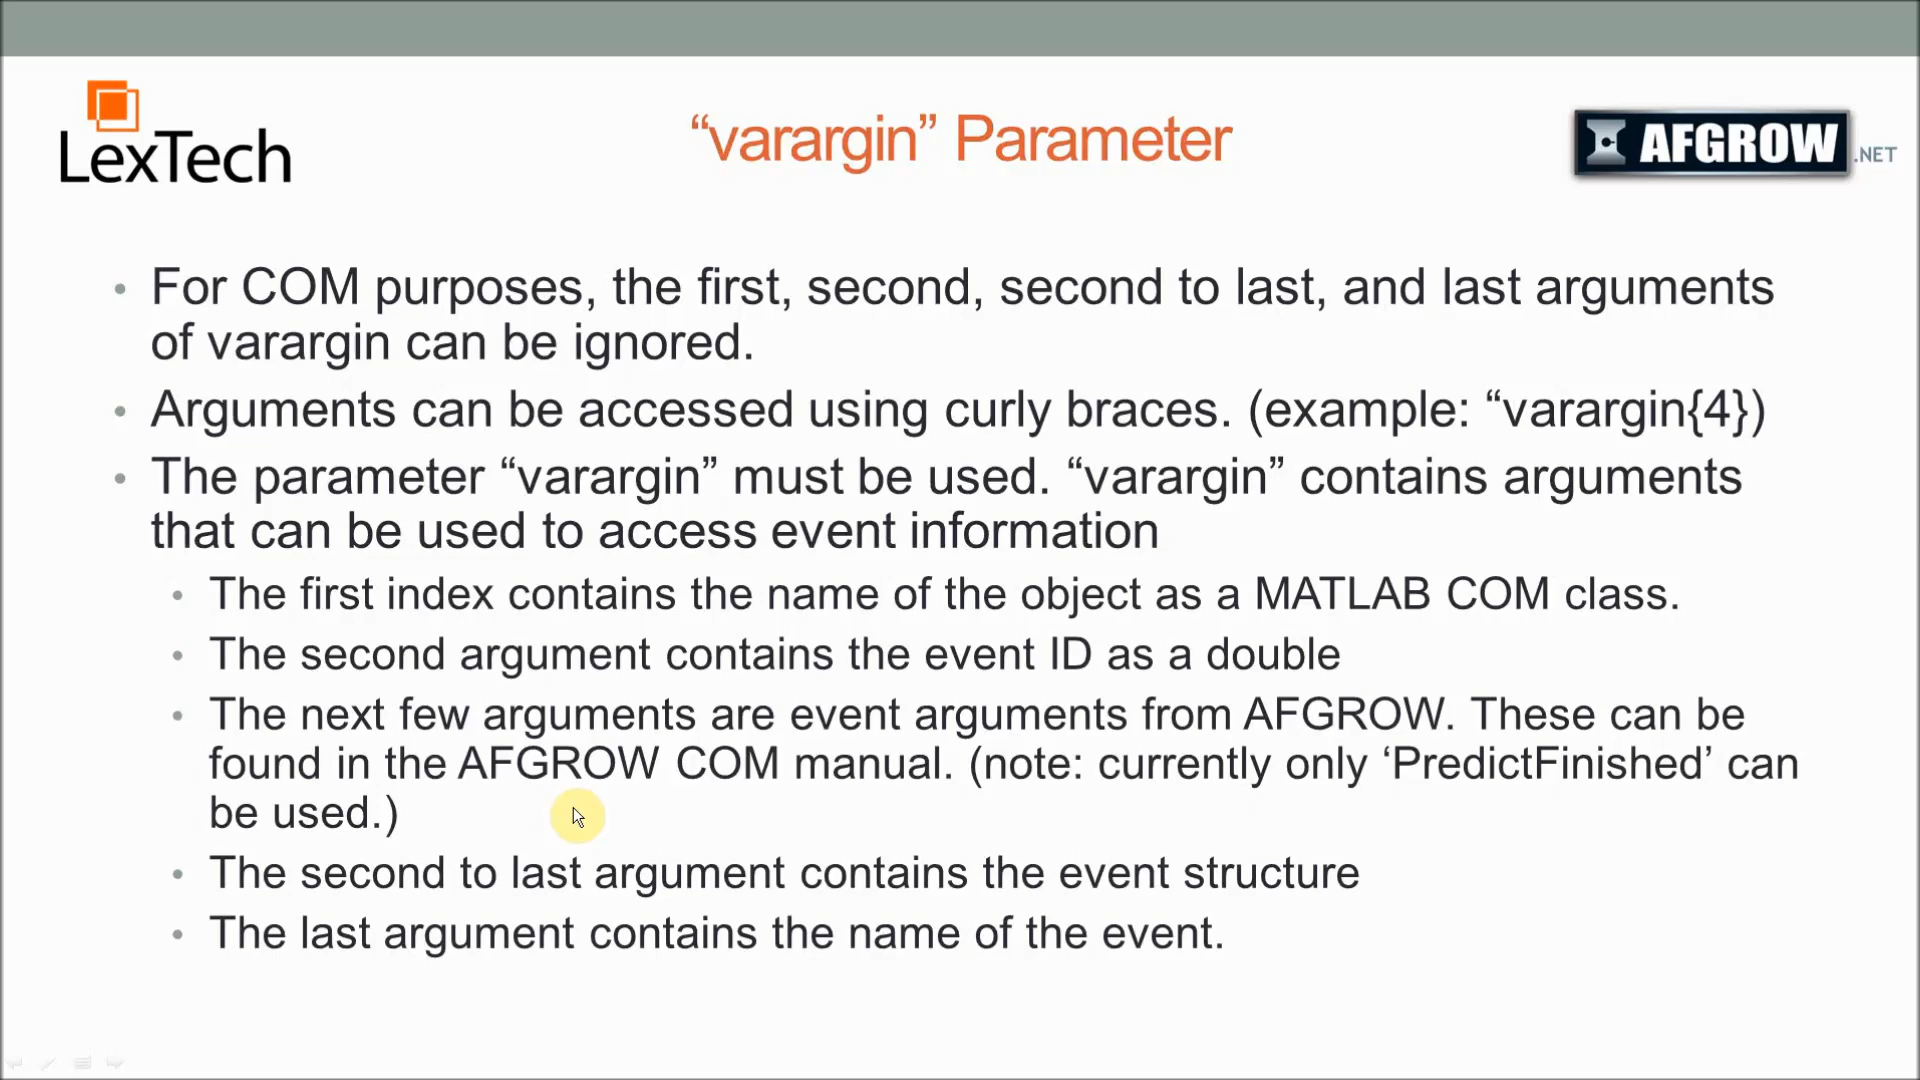 LexTech
“varargin” Parameter
AFGROW
.NET
• For COM purposes, the first, second, second to last, and last arguments
of varargin can be ignored.
• Arguments can be accessed using curly braces. (example: “varargin{4})
• The parameter “varargin” must be used. “varargin” contains arguments
that can be used to access event information
• The first index contains the name of the object as a MATLAB COM class.
• The second argument contains the event ID as a double
• The next few arguments are event arguments from AFGROW. These can be
found in the AFGROW COM manual. (note: currently only ‘PredictFinished’ can
be used.)
• The second to last argument contains the event structure
• The last argument contains the name of the event.